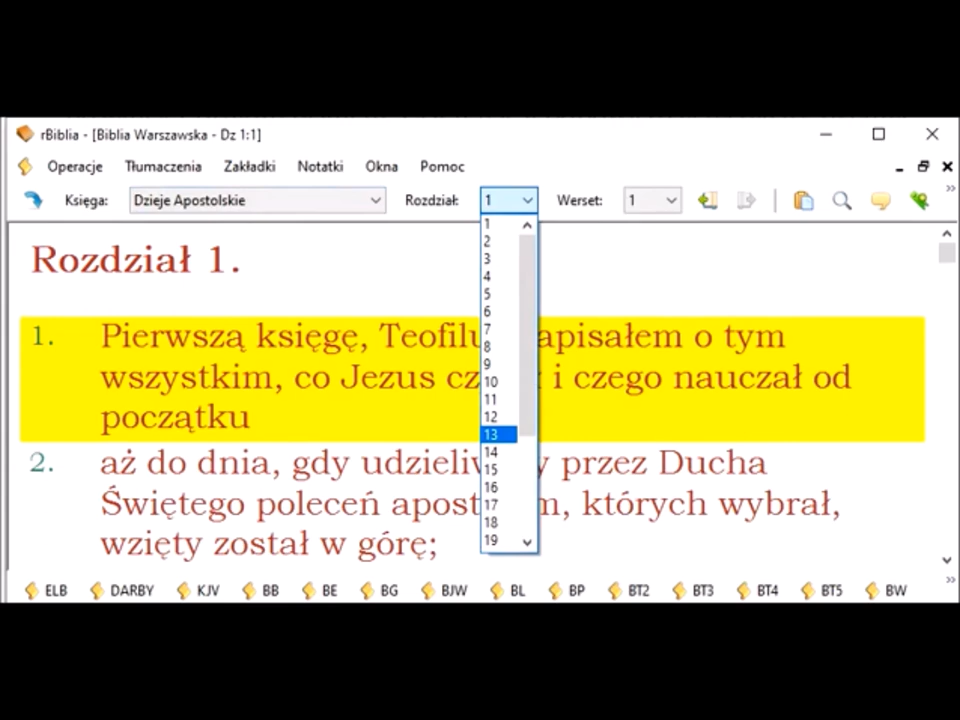 rBiblia - [Biblia Warszawska - Dz 1:1]
Operacje Tłumaczenia Zakładki Notatki Okna Pomoc
Księga: Dzieje Apostolskie Rozdział: 1 Werset: 1
1
2
3
4
5
6
7
8
9
10
11
12
13
14
15
16
17
18
19
Rozdział 1.
1. Pierwszą księgę, apisałem o tym
wszystkim, co Jezus i czego nauczał od
początku
2. aż do dnia, gdy przez Ducha
Świętego poleceń których wybrał,
wzięty został w górę;
ELB DARBY KJV BB BE BG BJW BL BP BT2 BT3 BT4 BT5 BW